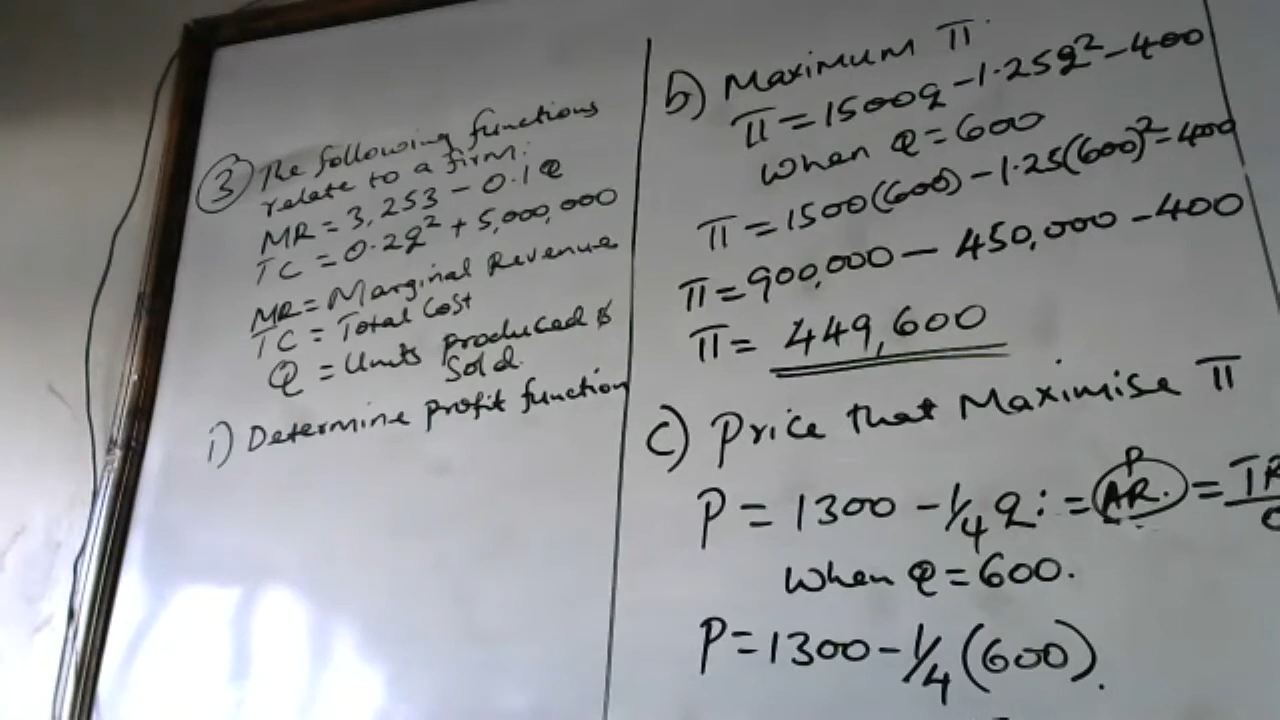 ③ The following functions
relate to a firm:
MR = 3,253 - 0.1Q
TC = 0.2q² + 5,000,000
MR = Marginal Revenue
TC = Total Cost
Q = Units produced &
Sold.
i) Determine profit function
b) Maximum π
π = 1500q - 1.25q² - 400
When Q = 600
π = 1500(600) - 1.25(600)² = 400
π = 900,000 - 450,000 - 400
π = 449,600
c) Price that Maximise π
P
P = 1300 - 1/4 q : = AR. = TR
When Q = 600.
P = 1300 - 1/4 (600).